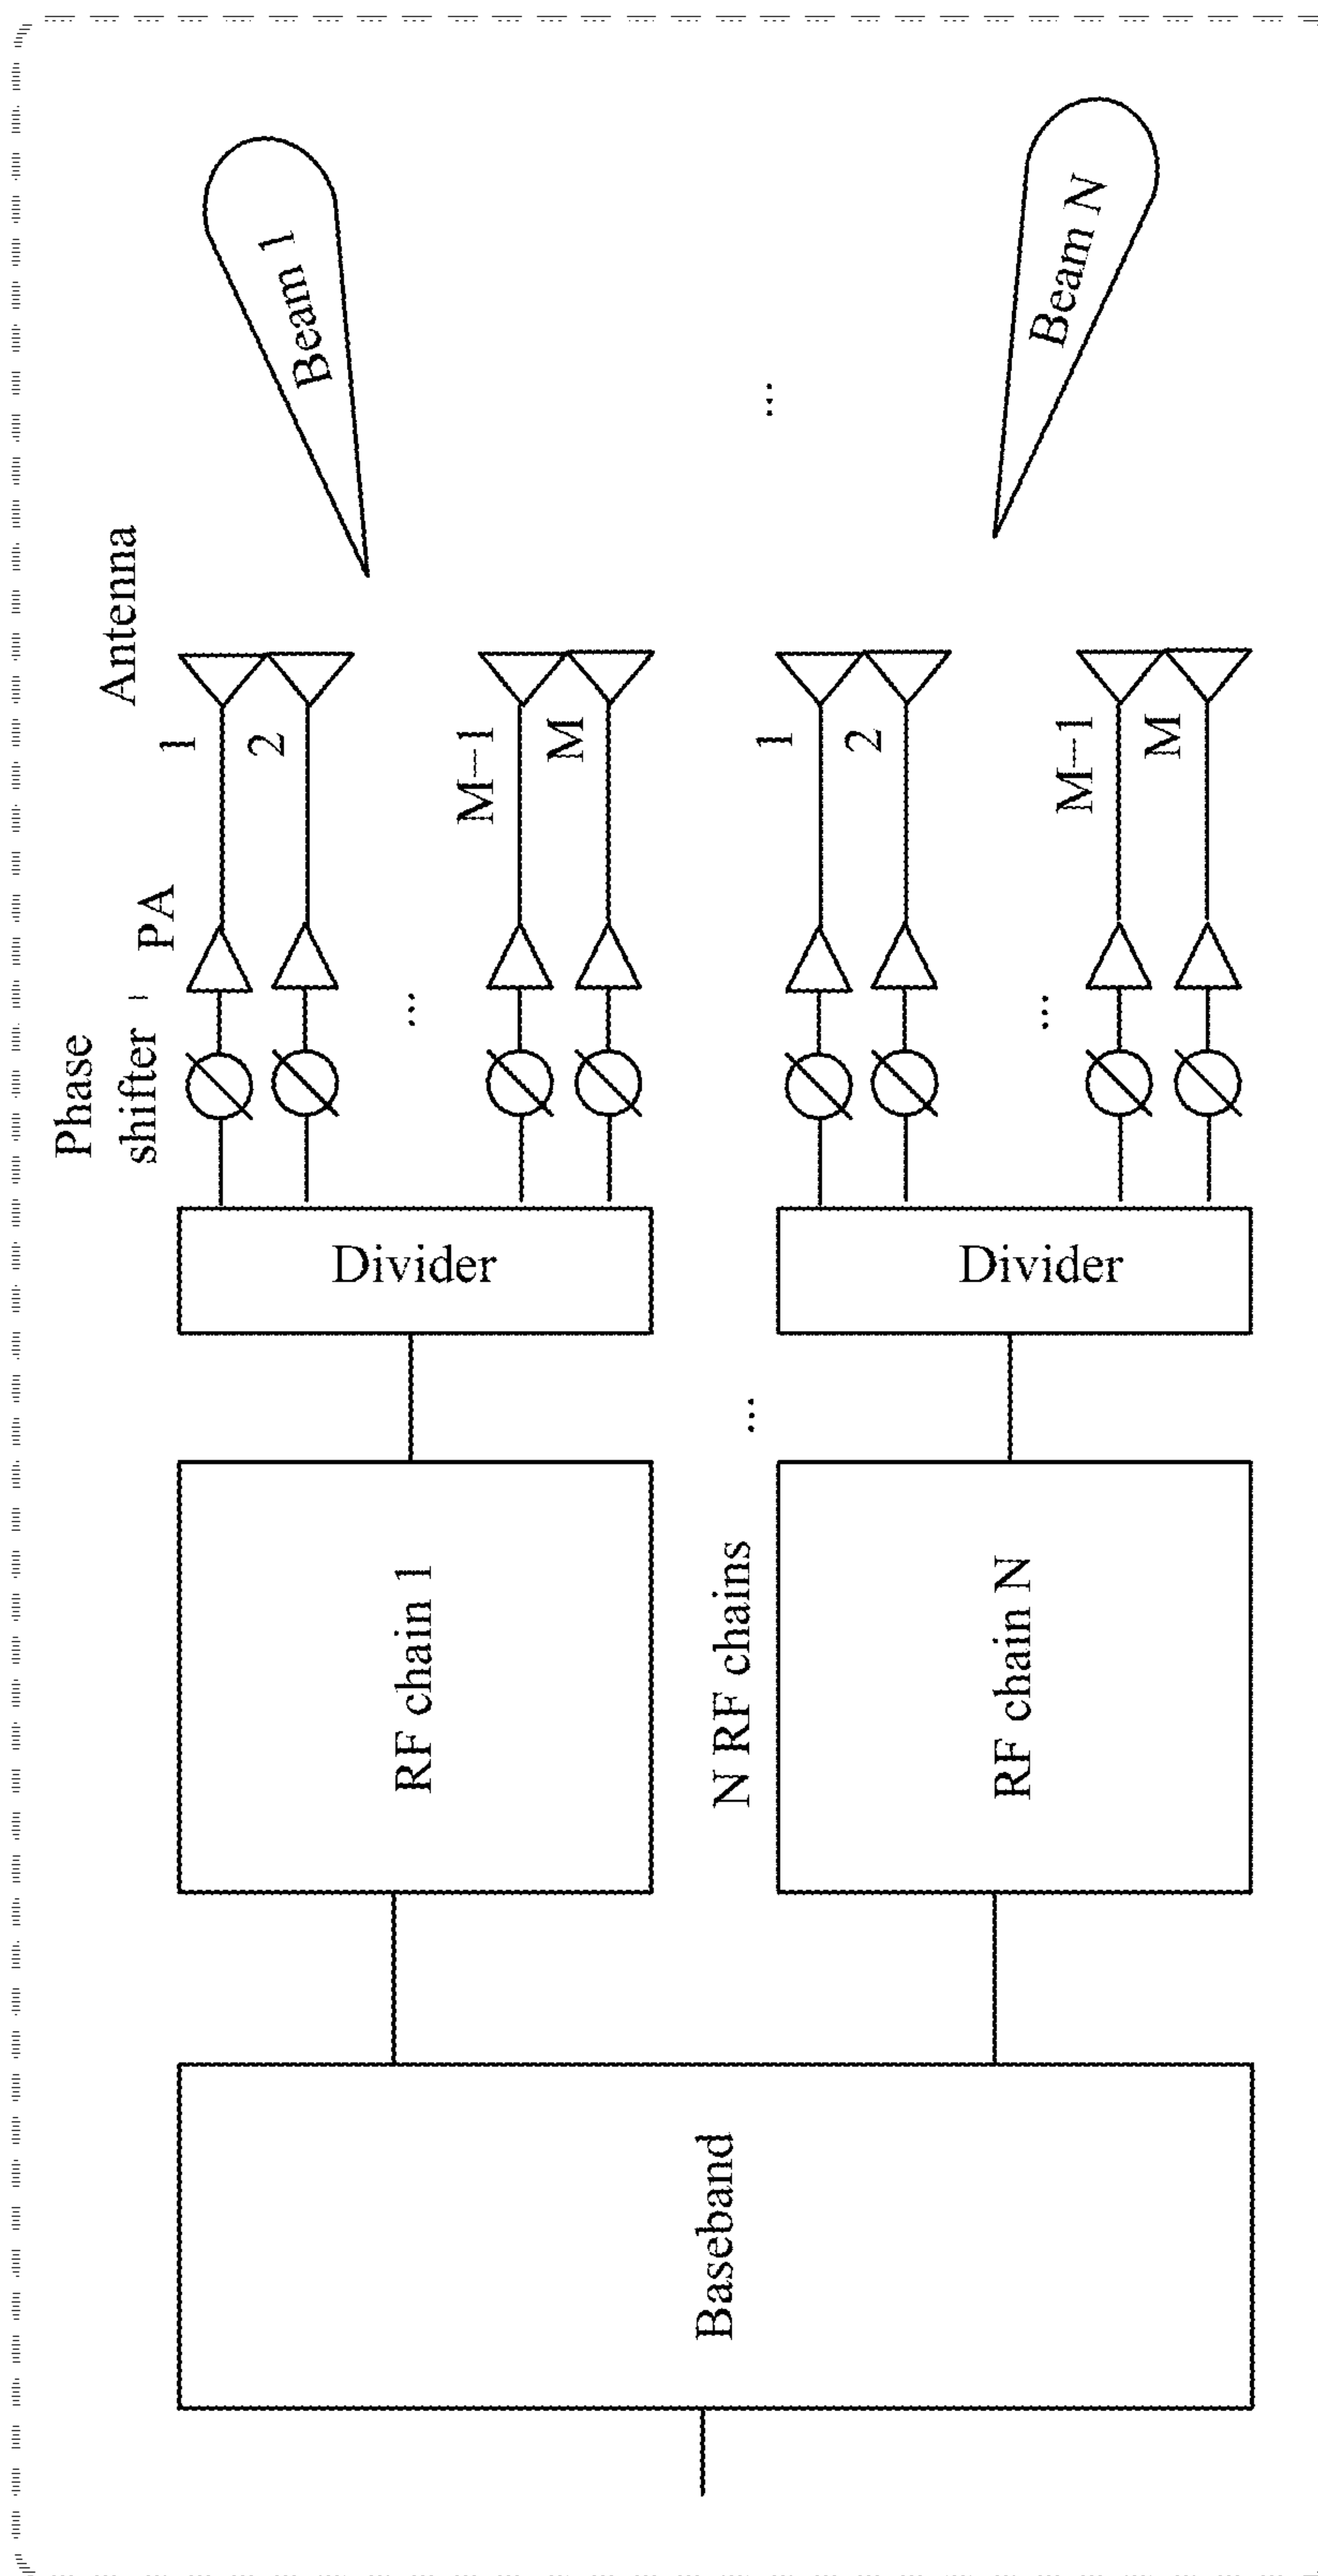 Phase
shifter
PA
Antenna
1
2
...
M-1
M
Beam 1
Divider
RF chain 1
Baseband
N RF chains
...
...
RF chain N
Divider
1
2
...
M-1
M
Beam N